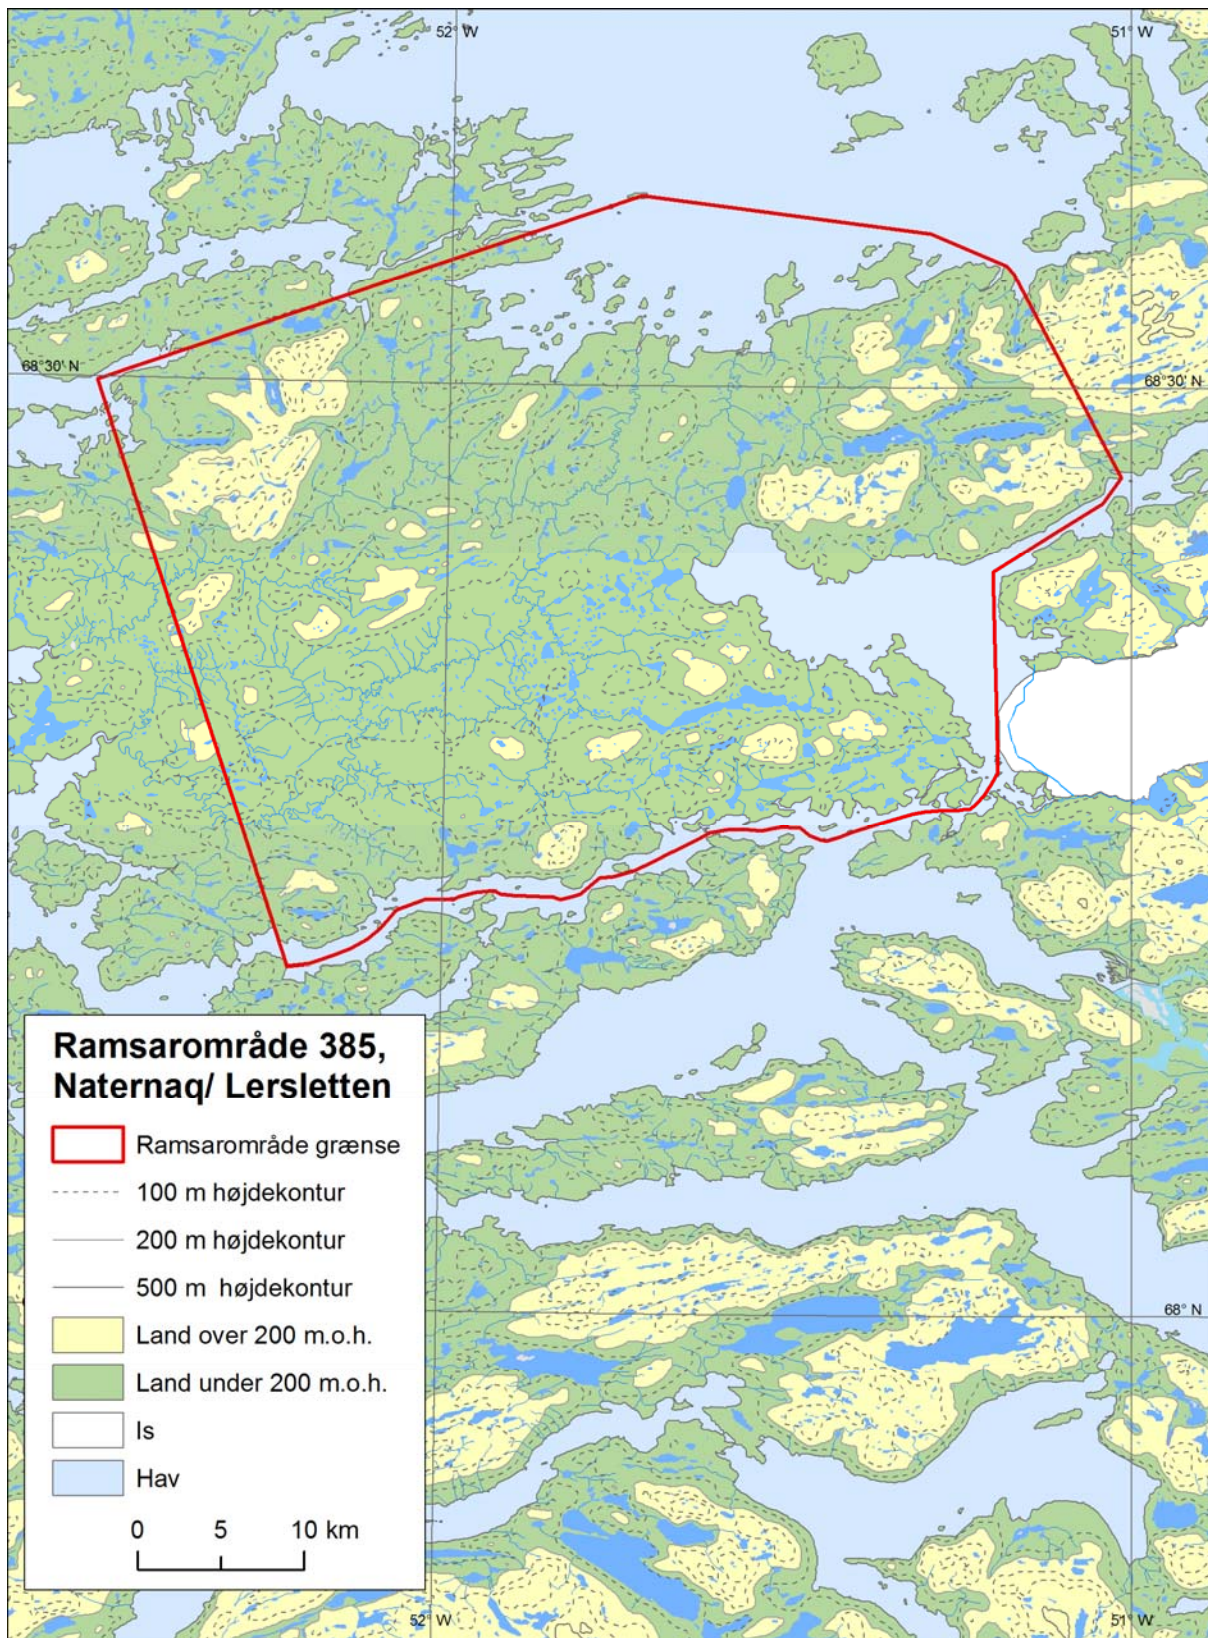 52° W
51° W
68°30' N
68°30' N
Ramsarområde 385,
Naternaq/ Lersletten
Ramsarområde grænse
100 m højdekontur
200 m højdekontur
500 m højdekontur
Land over 200 m.o.h.
Land under 200 m.o.h.
Is
Hav
0 5 10 km
68° N
52° W
51° W